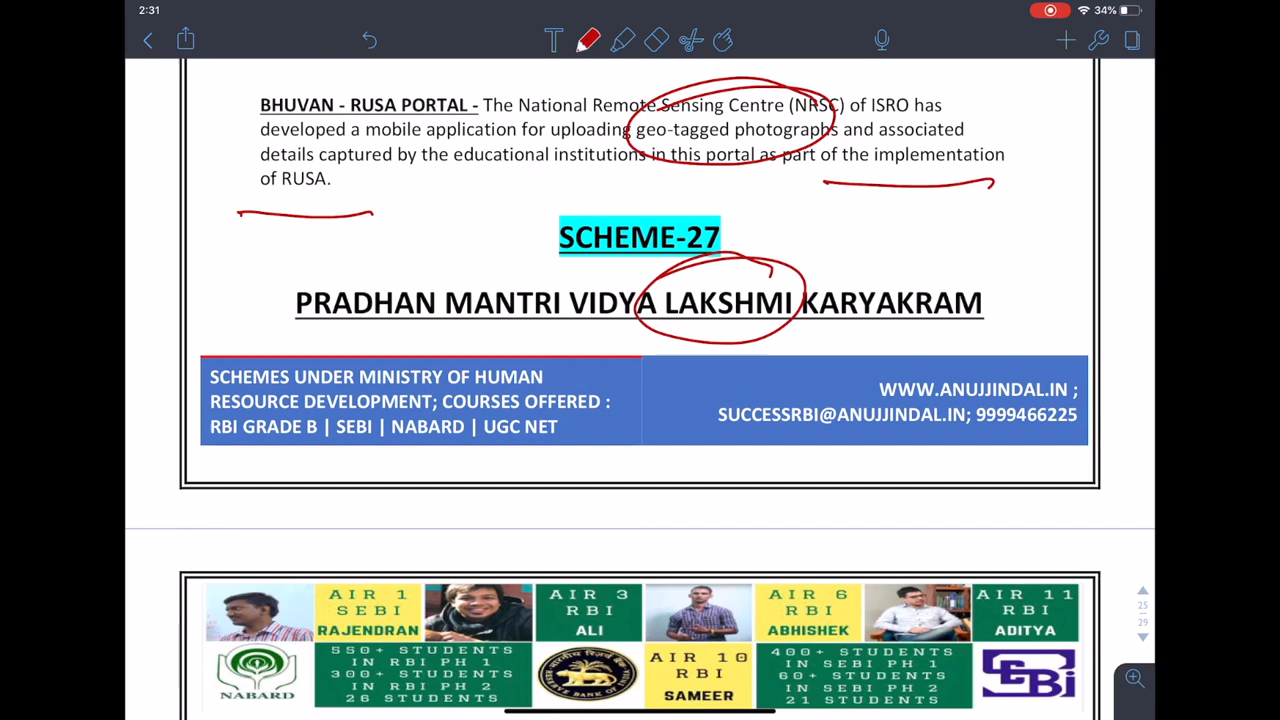 2:31
34%
T
BHUVAN - RUSA PORTAL - The National Remote Sensing Centre (NRSC) of ISRO has
developed a mobile application for uploading geo-tagged photographs and associated
details captured by the educational institutions in this portal as part of the implementation
of RUSA.
SCHEME-27
PRADHAN MANTRI VIDYA LAKSHMI KARYAKRAM
SCHEMES UNDER MINISTRY OF HUMAN
RESOURCE DEVELOPMENT; COURSES OFFERED :
RBI GRADE B | SEBI | NABARD | UGC NET
WWW.ANUJJINDAL.IN ;
SUCCESSRBI@ANUJJINDAL.IN; 9999466225
25
29
AIR 1
SEBI
RAJENDRAN
AIR 3
RBI
ALI
AIR 6
RBI
ABHISHEK
AIR 11
RBI
ADITYA
NABARD
550+ STUDENTS
IN RBI PH 1
300+ STUDENTS
IN RBI PH 2
26 STUDENTS
AIR 10
RBI
SAMEER
400+ STUDENTS
IN SEBI PH 1
60+ STUDENTS
IN SEBI PH 2
21 STUDENTS
SEBI